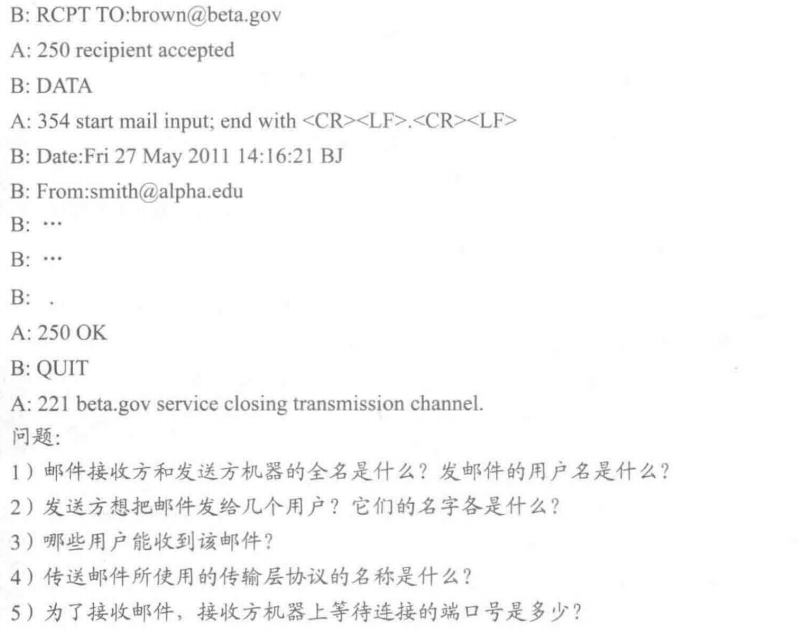 B: RCPT TO:brown@beta.gov
A: 250 recipient accepted
B: DATA
A: 354 start mail input; end with <CR><LF>.<CR><LF>
B: Date:Fri 27 May 2011 14:16:21 BJ
B: From:smith@alpha.edu
B: …
B: …
B: .
A: 250 OK
B: QUIT
A: 221 beta.gov service closing transmission channel.
问题:
1）邮件接收方和发送方机器的全名是什么？发邮件的用户名是什么？
2）发送方想把邮件发给几个用户？它们的名字各是什么？
3）哪些用户能收到该邮件？
4）传送邮件所使用的传输层协议的名称是什么？
5）为了接收邮件，接收方机器上等待连接的端口号是多少？